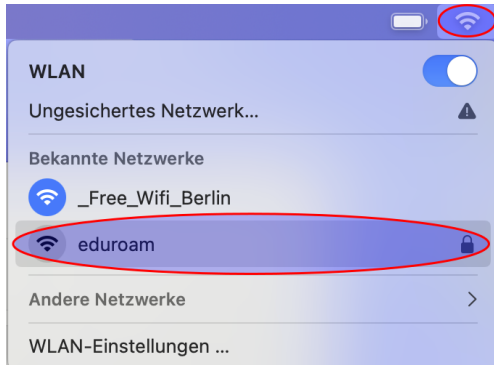 WLAN
Ungesichertes Netzwerk...
Bekannte Netzwerke
_Free_Wifi_Berlin
eduroam
Andere Netzwerke
WLAN-Einstellungen ...